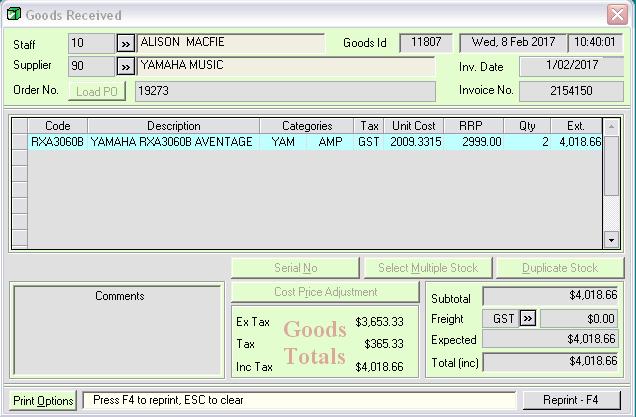 Goods Received
Staff 10 >> ALISON MACFIE Goods Id 11807 Wed, 8 Feb 2017 10:40:01
Supplier 90 >> YAMAHA MUSIC Inv. Date 1/02/2017
Order No. Load PO 19273 Invoice No. 2154150
Code Description Categories Tax Unit Cost RRP Qty Ext.
RXA3060B YAMAHA RXA3060B AVENTAGE YAM AMP GST 2009.3315 2999.00 2 4,018.66
Serial No Select Multiple Stock Duplicate Stock
Comments
Cost Price Adjustment
Ex Tax $3,653.33
Tax $365.33
Inc Tax $4,018.66
Goods
Totals
Subtotal $4,018.66
Freight GST >> $0.00
Expected $4,018.66
Total (inc) $4,018.66
Print Options Press F4 to reprint, ESC to clear Reprint - F4